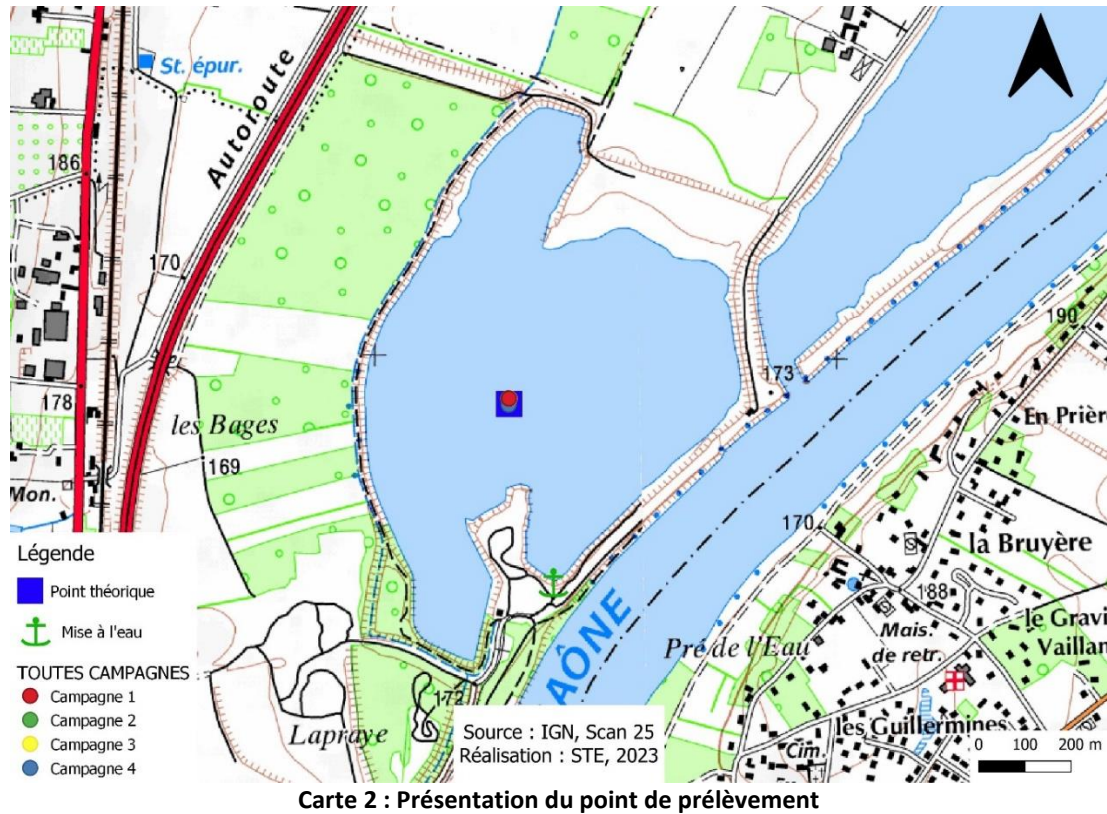 St. épur.
Autoroute
186
170
178
les Bages
169
Mon.
173
190
En Prière
170
la Bruyère
188
le Gravi
Vaillan
Mais.
de retr.
Pré de l'Eau
AÔNE
172
Lapraye
les Guillermines
Cim.
Légende
Point théorique
Mise à l'eau
TOUTES CAMPAGNES
Campagne 1
Campagne 2
Campagne 3
Campagne 4
Source : IGN, Scan 25
Réalisation : STE, 2023
0 100 200 m
Carte 2 : Présentation du point de prélèvement